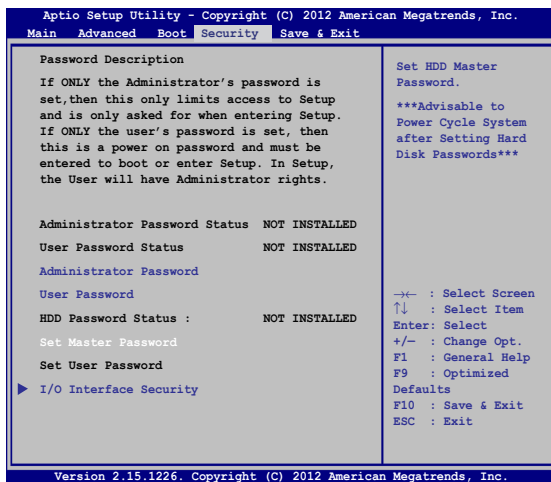 Aptio Setup Utility - Copyright (C) 2012 American Megatrends, Inc.
Main Advanced Boot Security Save & Exit
Password Description
If ONLY the Administrator's password is
set,then this only limits access to Setup
and is only asked for when entering Setup.
If ONLY the user's password is set, then
this is a power on password and must be
entered to boot or enter Setup. In Setup,
the User will have Administrator rights.
Administrator Password Status NOT INSTALLED
User Password Status NOT INSTALLED
Administrator Password
User Password
HDD Password Status : NOT INSTALLED
Set Master Password
Set User Password
I/O Interface Security
Set HDD Master
Password.
***Advisable to
Power Cycle System
after Setting Hard
Disk Passwords***
→← : Select Screen
↑↓ : Select Item
Enter: Select
+/− : Change Opt.
F1 : General Help
F9 : Optimized
Defaults
F10 : Save & Exit
ESC : Exit
Version 2.15.1226. Copyright (C) 2012 American Megatrends, Inc.